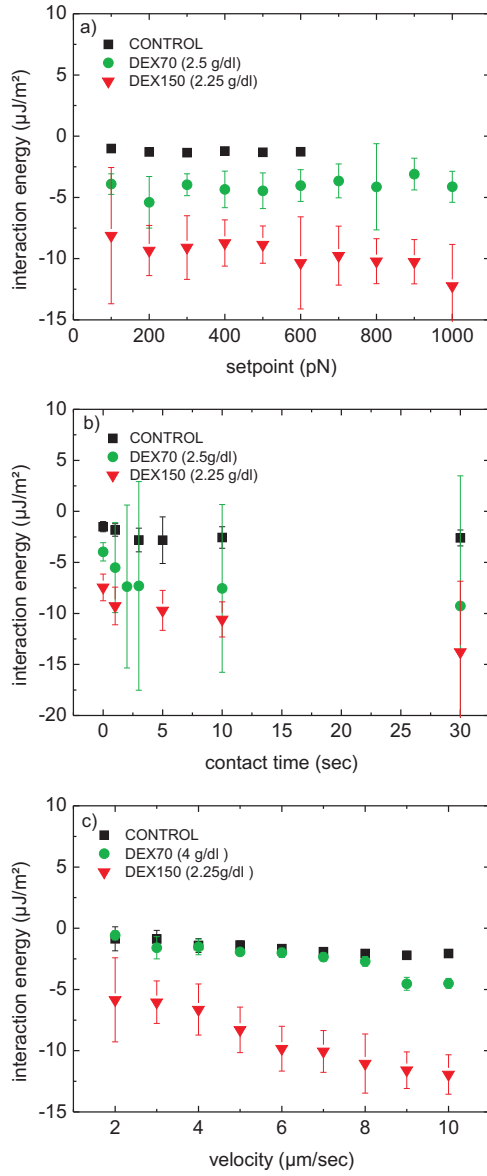 a)
CONTROL
DEX70 (2.5 g/dl)
DEX150 (2.25 g/dl)
interaction energy (µJ/m²)
10
5
0
-5
-10
-15
0 200 400 600 800 1000
setpoint (pN)
b)
CONTROL
DEX70 (2.5g/dl)
DEX150 (2.25 g/dl)
interaction energy (µJ/m²)
10
5
0
-5
-10
-15
-20
0 5 10 15 20 25 30
contact time (sec)
c)
CONTROL
DEX70 (4 g/dl )
DEX150 (2.25g/dl )
interaction energy (µJ/m²)
10
5
0
-5
-10
-15
2 4 6 8 10
velocity (µm/sec)